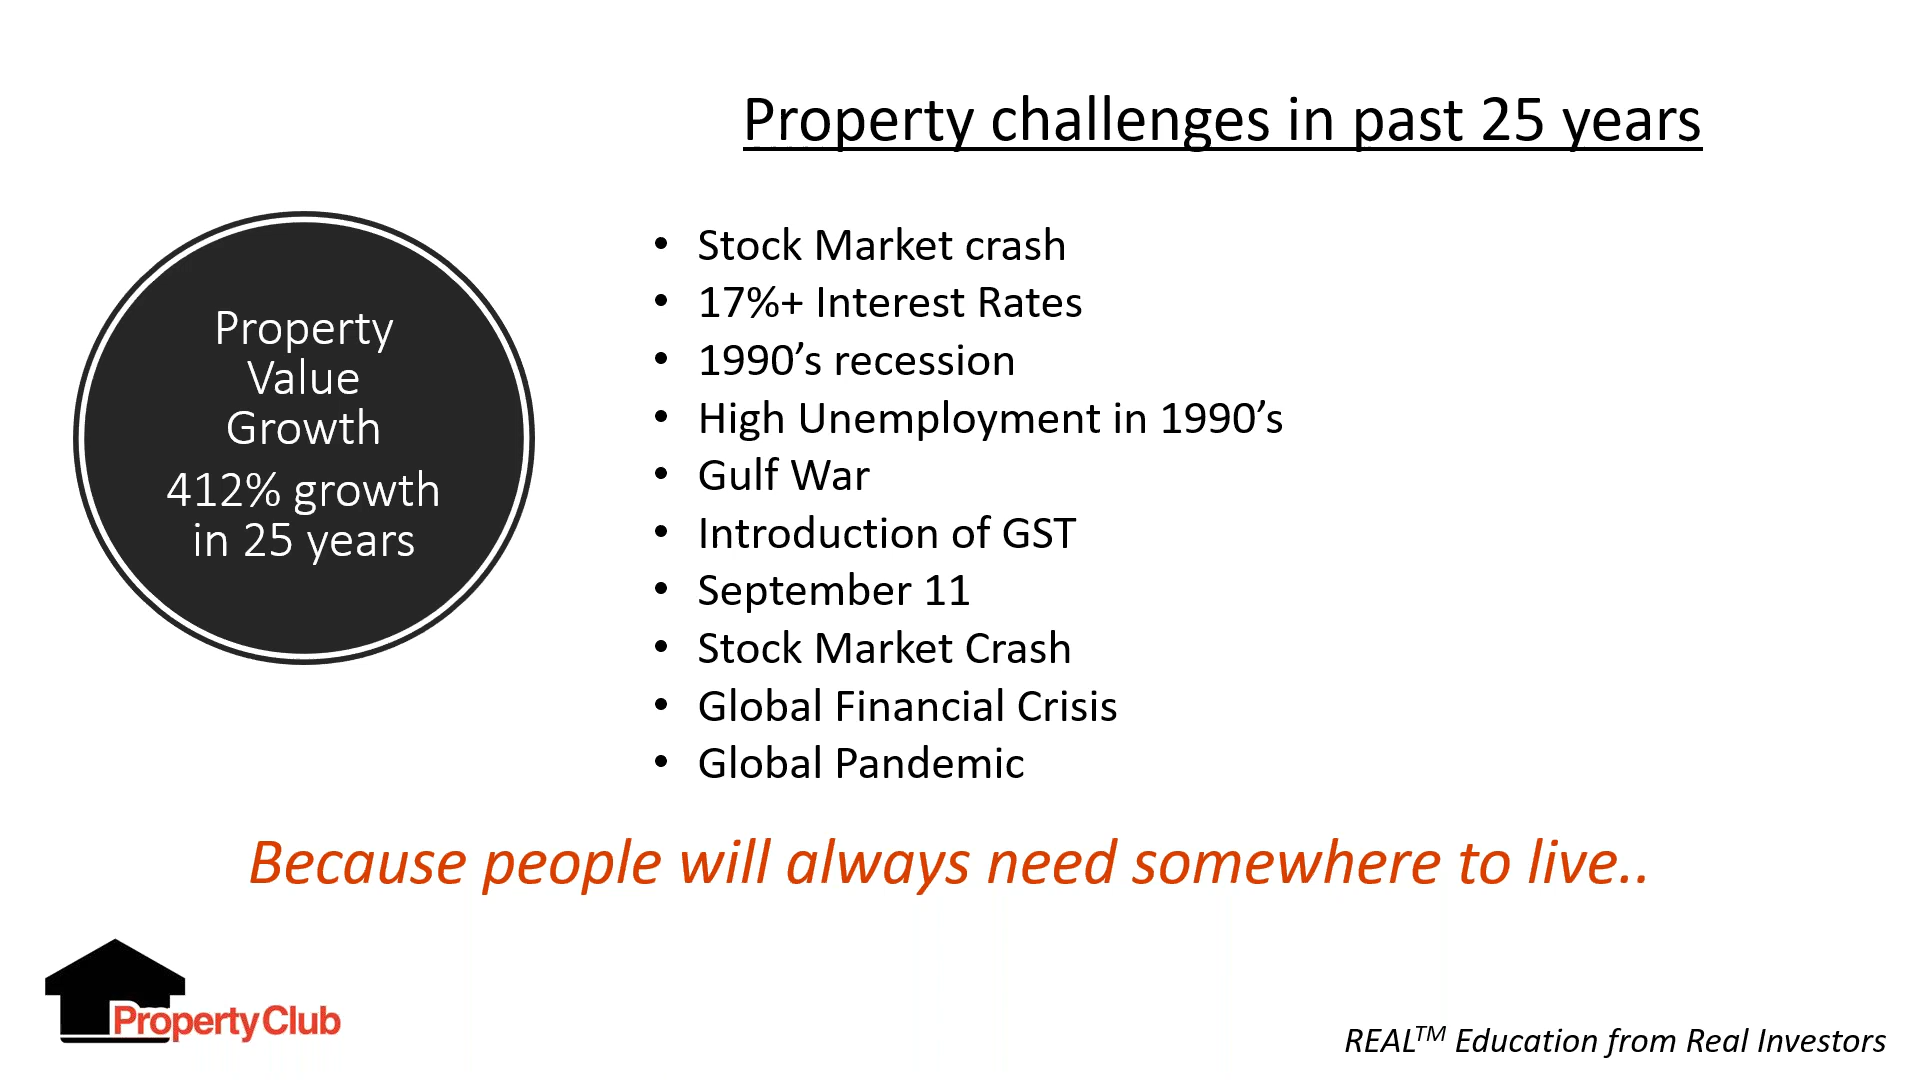 Property challenges in past 25 years
Property
Value
Growth
412% growth
in 25 years
• Stock Market crash
• 17%+ Interest Rates
• 1990’s recession
• High Unemployment in 1990’s
• Gulf War
• Introduction of GST
• September 11
• Stock Market Crash
• Global Financial Crisis
• Global Pandemic
Because people will always need somewhere to live..
PropertyClub
REAL™ Education from Real Investors